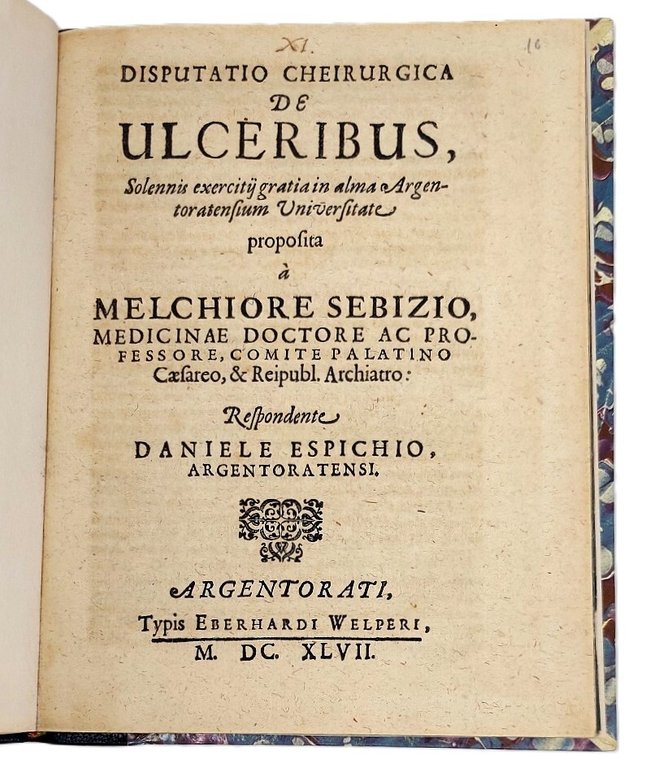 XI.
16
DISPUTATIO CHEIRURGICA
DE
ULCERIBUS,
Solennis exercitij gratia in alma Argen-
toratensium Universitate
proposita
à
MELCHIORE SEBIZIO,
MEDICINAE DOCTORE AC PRO-
FESSORE, COMITE PALATINO
Cæsareo, & Reipubl. Archiatro:
Respondente
DANIELE ESPICHIO,
ARGENTORATENSI.
ARGENTORATI,
Typis EBERHARDI WELPERI,
M. DC. XLVII.